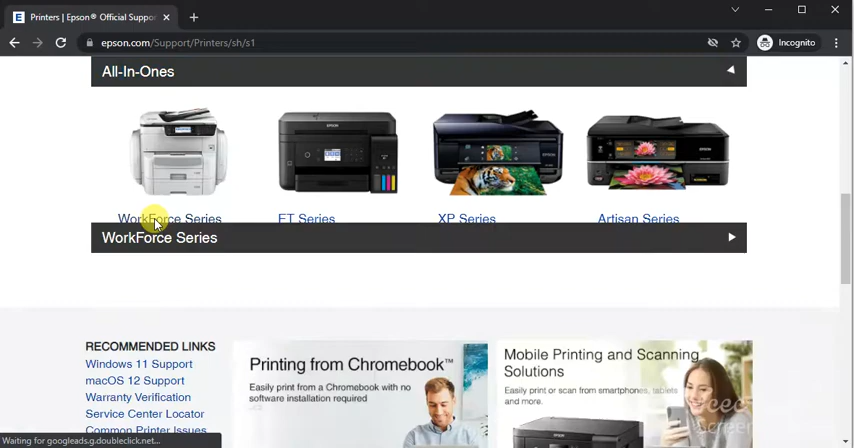 Printers | Epson® Official Suppor
Incognito
epson.com/Support/Printers/sh/s1
All-In-Ones
WorkForce Series
ET Series
XP Series
Artisan Series
WorkForce Series
RECOMMENDED LINKS
Windows 11 Support
macOS 12 Support
Warranty Verification
Service Center Locator
Common Printer Issues
Printing from Chromebook™
Easily print from a Chromebook with no
software installation required
Mobile Printing and Scanning
Solutions
Easily print or scan from smartphones, tablets
and more.
Waiting for googleads.g.doubleclick.net...